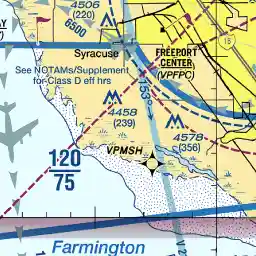 4506
(220)
6500
Syracuse
FREEPORT
CENTER
(VPFPC)
See NOTAMs/Supplement
for Class D eff hrs
153°
4458
(239)
4578
(356)
VPMSH
120
75
Farmington